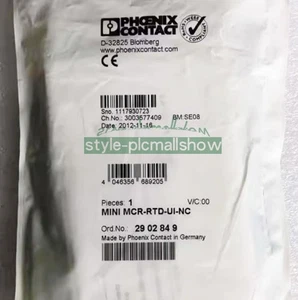 PHOENIX
CONTACT
D-32825 Blomberg
www.phoenixcontact.com
Sno.: 1117930723
Ch.No.: 3003577409 BM:SE08
Date: 2012-11-16
style-plcmallshow
4 046356 689205
Pieces: 1 V/C:00
MINI MCR-RTD-UI-NC
Ord.No.: 29 02 84 9
Made by Phoenix Contact in Germany